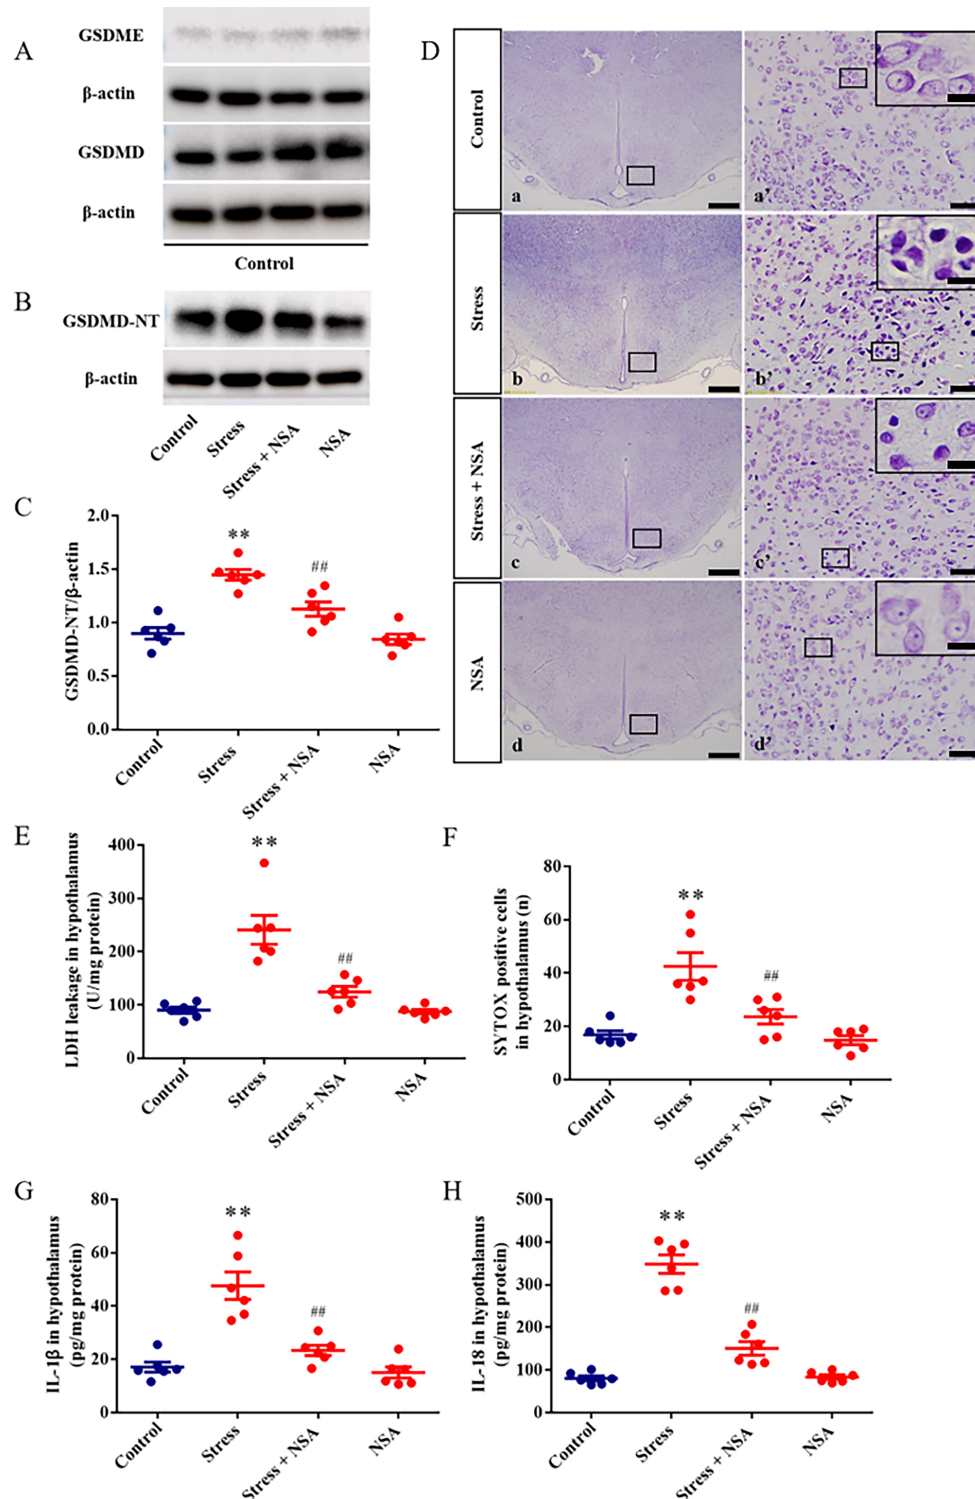 A
GSDME
β-actin
GSDMD
β-actin
Control
B
GSDMD-NT
β-actin
Control
Stress
Stress + NSA
NSA
C
GSDMD-NT/β-actin
2.0
1.5
1.0
0.5
0.0
**
##
Control
Stress
Stress + NSA
NSA
D
Control
a
a'
Stress
b
b'
Stress + NSA
c
c'
NSA
d
d'
E
LDH leakage in hypothalamus
(U/mg protein)
400
300
200
100
0
**
##
Control
Stress
Stress + NSA
NSA
F
SYTOX positive cells
in hypothalamus (n)
80
60
40
20
0
**
##
Control
Stress
Stress + NSA
NSA
G
IL-1β in hypothalamus
(pg/mg protein)
80
60
40
20
0
**
##
Control
Stress
Stress + NSA
NSA
H
IL-18 in hypothalamus
(pg/mg protein)
500
400
300
200
100
0
**
##
Control
Stress
Stress + NSA
NSA